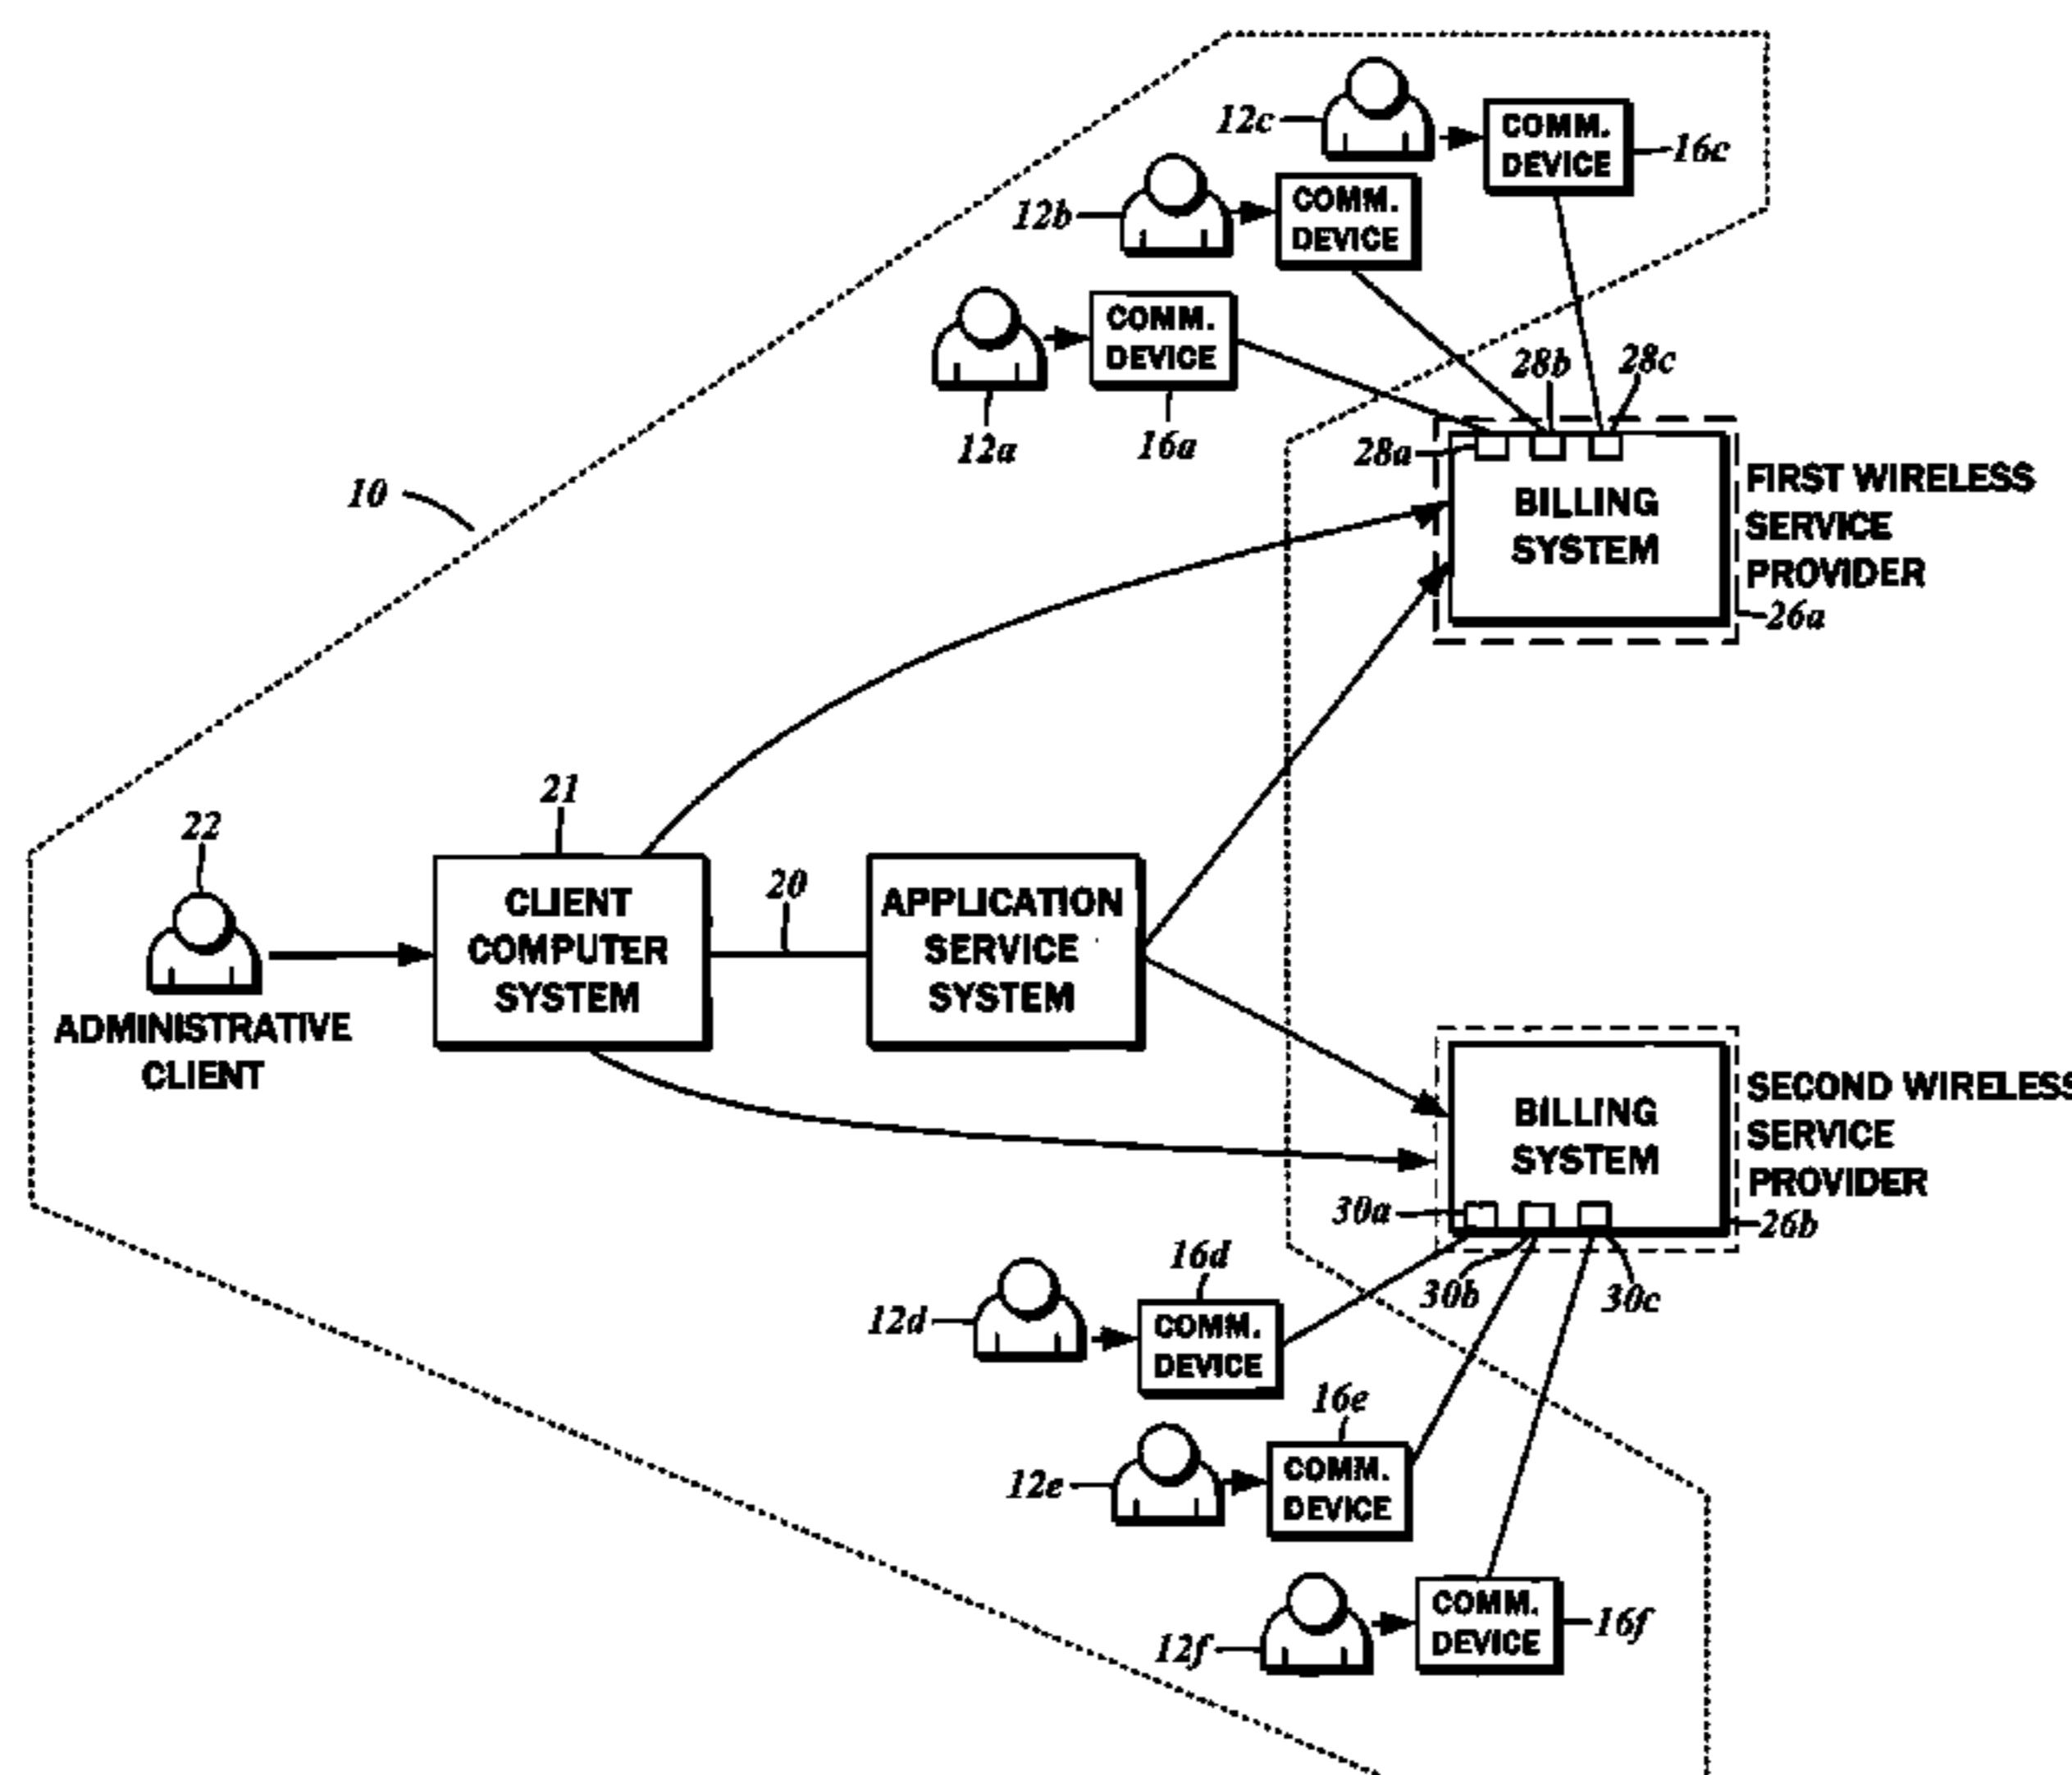 12c
COMM.
DEVICE
16c
12b
COMM.
DEVICE
COMM.
DEVICE
12a
16a
28b
28c
28a
10
BILLING
SYSTEM
FIRST WIRELESS
SERVICE
PROVIDER
26a
21
22
20
CLIENT
COMPUTER
SYSTEM
APPLICATION
SERVICE
SYSTEM
ADMINISTRATIVE
CLIENT
BILLING
SYSTEM
SECOND WIRELESS
SERVICE
PROVIDER
26b
30a
30b
30c
16d
12d
COMM.
DEVICE
16e
12e
COMM.
DEVICE
12f
COMM.
DEVICE
16f